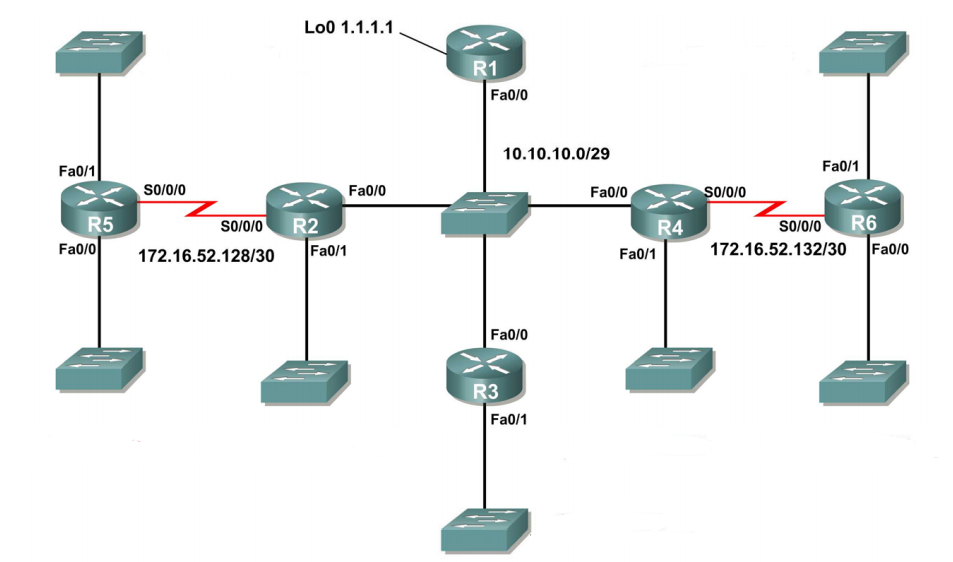 Lo0 1.1.1.1
R1
Fa0/0
10.10.10.0/29
Fa0/1
Fa0/1
S0/0/0
Fa0/0
Fa0/0
S0/0/0
R5
R2
R4
R6
S0/0/0
S0/0/0
Fa0/0
172.16.52.128/30
Fa0/1
Fa0/1
172.16.52.132/30
Fa0/0
Fa0/0
R3
Fa0/1